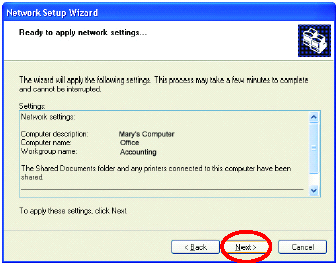 Network Setup Wizard
Ready to apply network settings...
The wizard will apply the following settings. This process may take a few minutes to complete
and cannot be interrupted.
Settings:
Network settings:
Computer description: Mary's Computer
Computer name: Office
Workgroup name: Accounting
The Shared Documents folder and any printers connected to this computer have been
shared.
To apply these settings, click Next.
< Back
Next >
Cancel